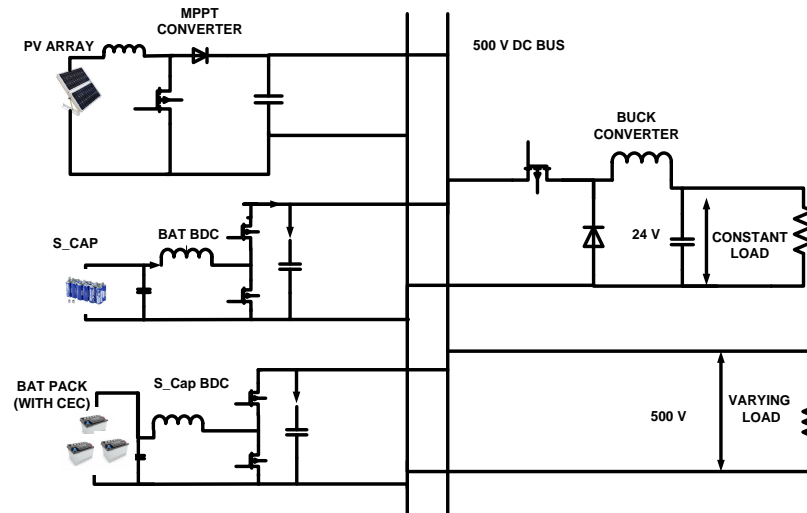 MPPT
CONVERTER
PV ARRAY
500 V DC BUS
BUCK
CONVERTER
BAT BDC
S_CAP
24 V
CONSTANT
LOAD
S_Cap BDC
BAT PACK
(WITH CEC)
500 V
VARYING
LOAD